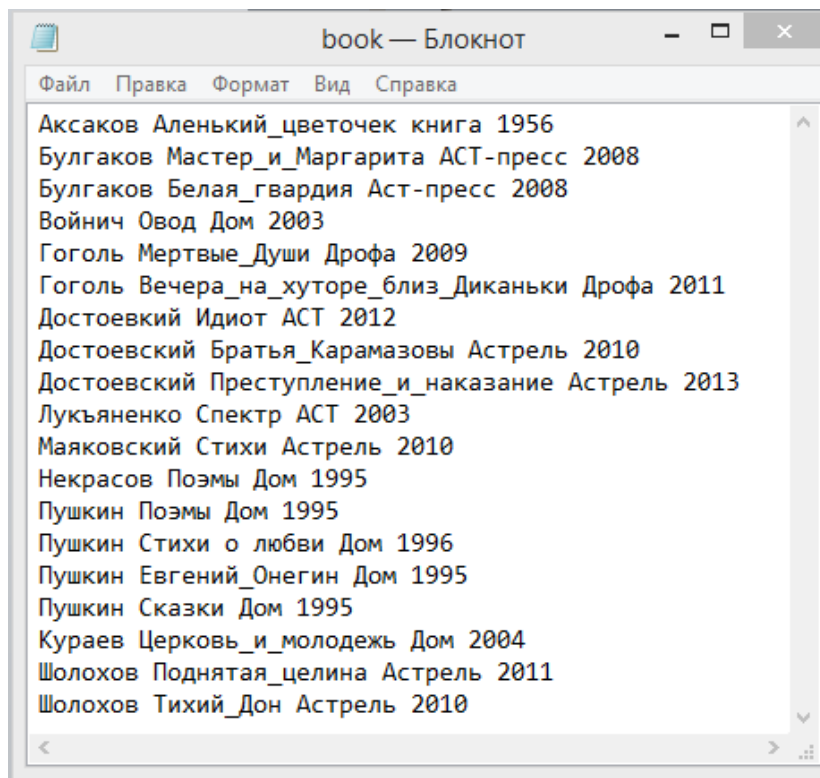 book — Блокнот
Файл Правка Формат Вид Справка
Аксаков Аленький_цветочек книга 1956
Булгаков Мастер_и_Маргарита АСТ-пресс 2008
Булгаков Белая_гвардия Аст-пресс 2008
Войнич Овод Дом 2003
Гоголь Мертвые_Души Дрофа 2009
Гоголь Вечера_на_хуторе_близ_Диканьки Дрофа 2011
Достоевкий Идиот АСТ 2012
Достоевский Братья_Карамазовы Астрель 2010
Достоевский Преступление_и_наказание Астрель 2013
Лукъяненко Спектр АСТ 2003
Маяковский Стихи Астрель 2010
Некрасов Поэмы Дом 1995
Пушкин Поэмы Дом 1995
Пушкин Стихи о любви Дом 1996
Пушкин Евгений_Онегин Дом 1995
Пушкин Сказки Дом 1995
Кураев Церковь_и_молодежь Дом 2004
Шолохов Поднятая_целина Астрель 2011
Шолохов Тихий_Дон Астрель 2010